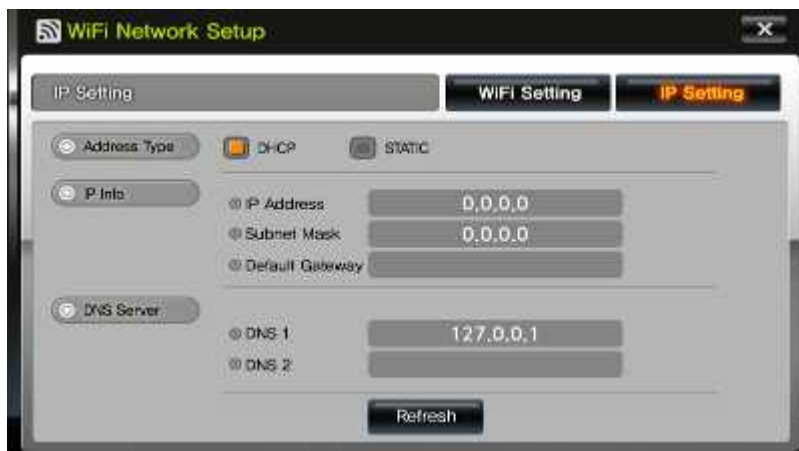 WiFi Network Setup
IP Setting WiFi Setting IP Setting
Address Type DHCP STATIC
IP Info
IP Address 0.0.0.0
Subnet Mask 0.0.0.0
Default Gateway
DNS Server
DNS 1 127.0.0.1
DNS 2
Refresh